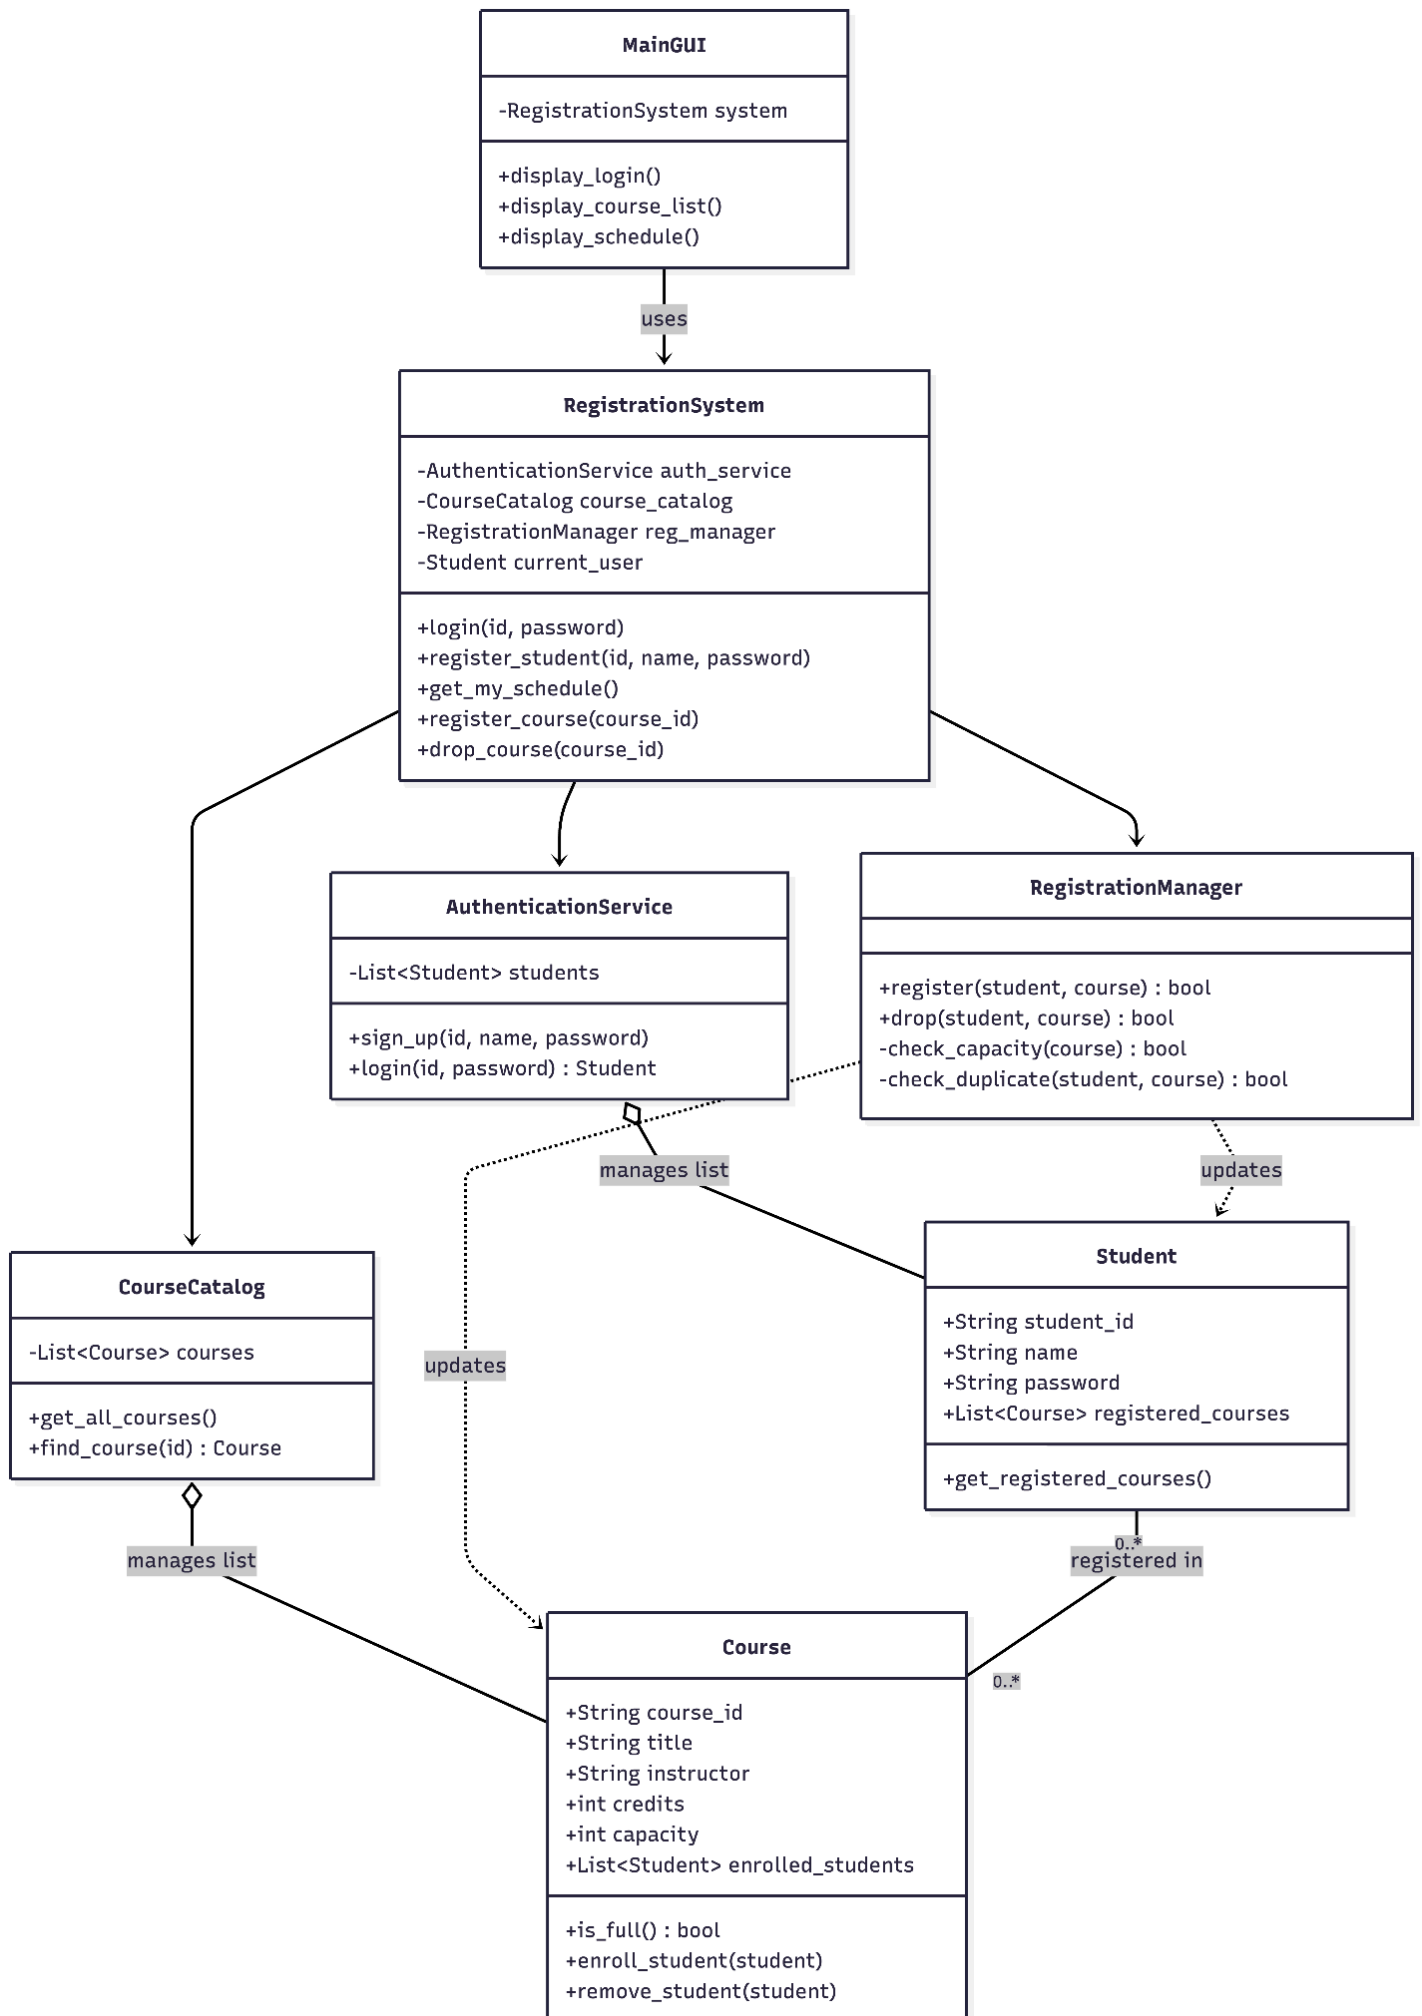 MainGUI
-RegistrationSystem system
+display_login()
+display_course_list()
+display_schedule()
uses
RegistrationSystem
-AuthenticationService auth_service
-CourseCatalog course_catalog
-RegistrationManager reg_manager
-Student current_user
+login(id, password)
+register_student(id, name, password)
+get_my_schedule()
+register_course(course_id)
+drop_course(course_id)
AuthenticationService
-List<Student> students
+sign_up(id, name, password)
+login(id, password) : Student
RegistrationManager
+register(student, course) : bool
+drop(student, course) : bool
-check_capacity(course) : bool
-check_duplicate(student, course) : bool
manages list
updates
CourseCatalog
-List<Course> courses
+get_all_courses()
+find_course(id) : Course
updates
Student
+String student_id
+String name
+String password
+List<Course> registered_courses
+get_registered_courses()
manages list
0..*
registered in
0..*
Course
+String course_id
+String title
+String instructor
+int credits
+int capacity
+List<Student> enrolled_students
+is_full() : bool
+enroll_student(student)
+remove_student(student)